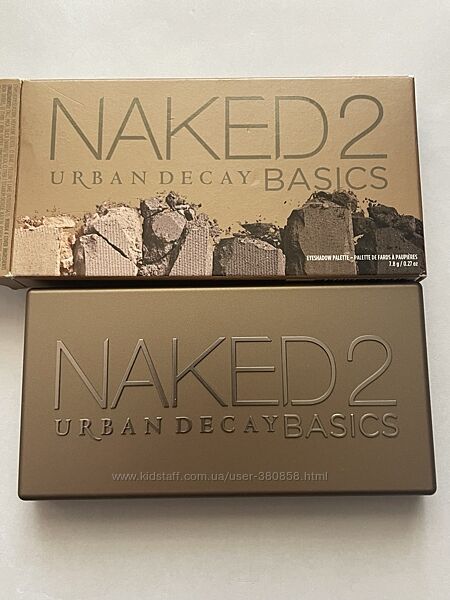 NAKED2
URBAN DECAY BASICS
EYESHADOW PALETTE – PALETTE DE FARDS À PAUPIÈRES
7.8 g / 0.27 oz
NAKED2
URBAN DECAY BASICS
www.kidstaff.com.ua/user-380858.html